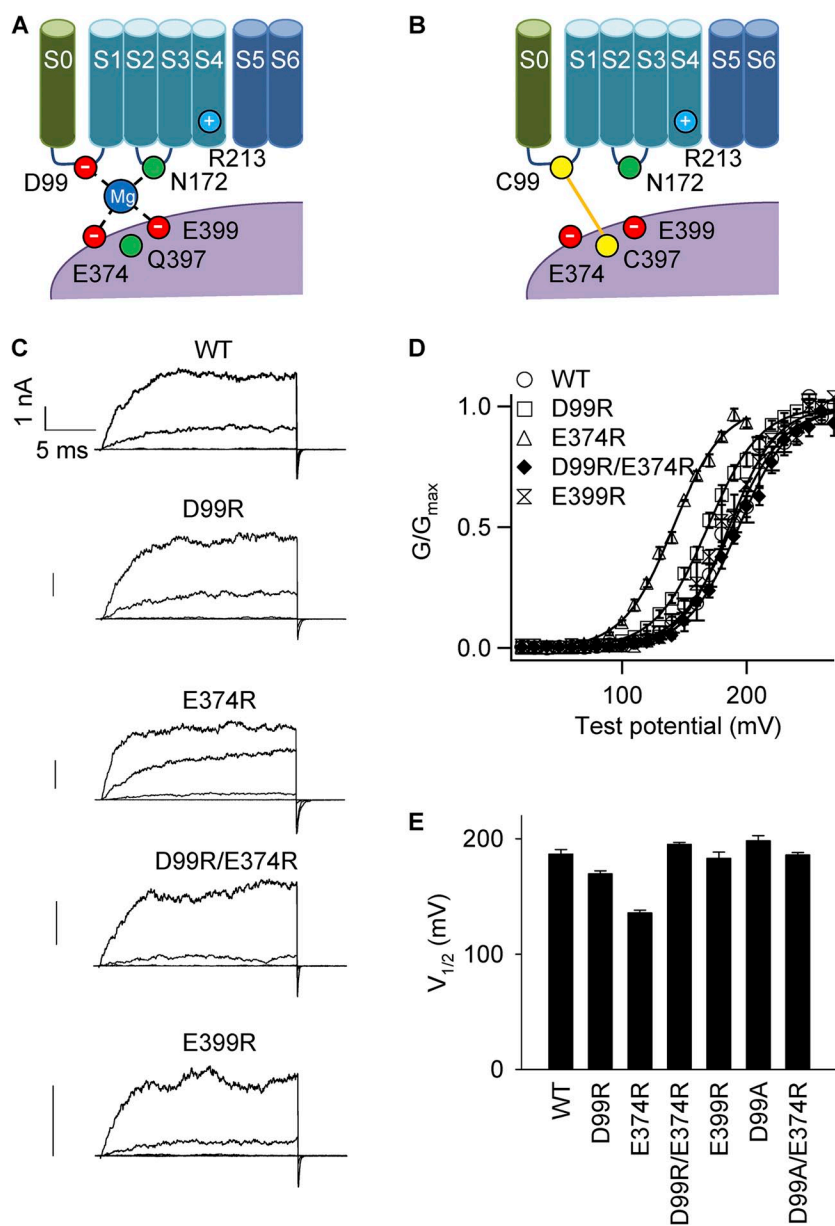 A
S0 S1 S2 S3 S4 S5 S6
+
R213
D99 - N172
Mg
- - E399
E374 Q397
B
S0 S1 S2 S3 S4 S5 S6
+
R213
C99 N172
- - E399
E374 C397
C
WT
1 nA
5 ms
D99R
E374R
D99R/E374R
E399R
D
WT
D99R
E374R
D99R/E374R
E399R
G/Gmax
1.0
0.5
0.0
100 200
Test potential (mV)
E
V1/2 (mV)
200
100
0
WT
D99R
E374R
D99R/E374R
E399R
D99A
D99A/E374R